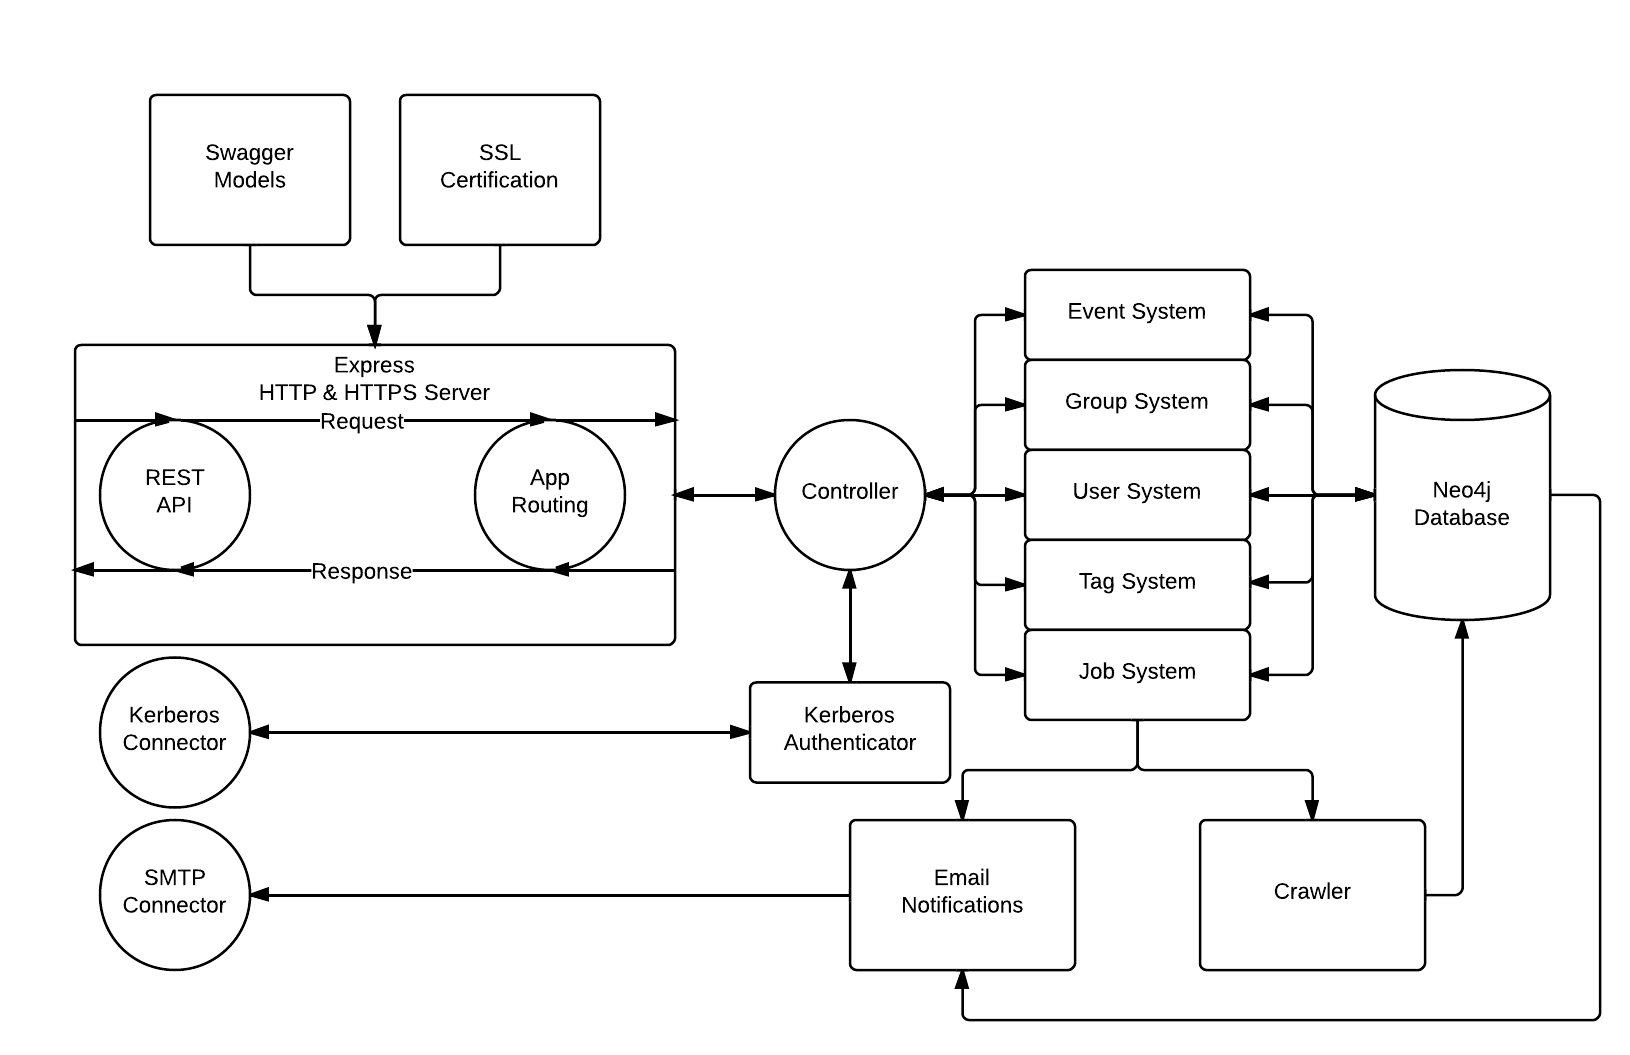 Swagger
Models
SSL
Certification
Express
HTTP & HTTPS Server
Request
REST
API
App
Routing
Response
Controller
Event System
Group System
User System
Tag System
Job System
Neo4j
Database
Kerberos
Connector
Kerberos
Authenticator
SMTP
Connector
Email
Notifications
Crawler